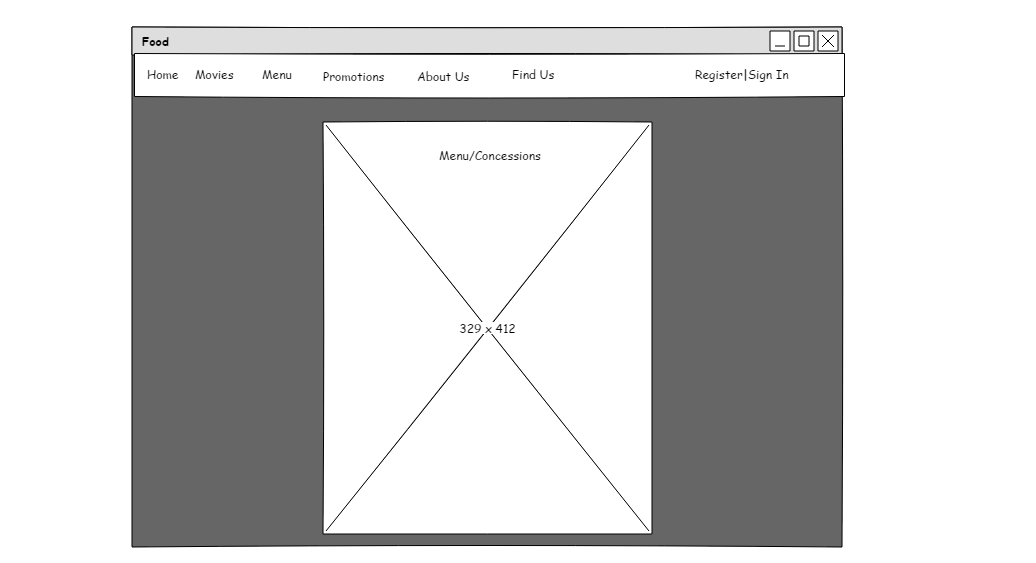 Food
Home Movies Menu Promotions About Us Find Us Register|Sign In
Menu/Concessions
329 x 412